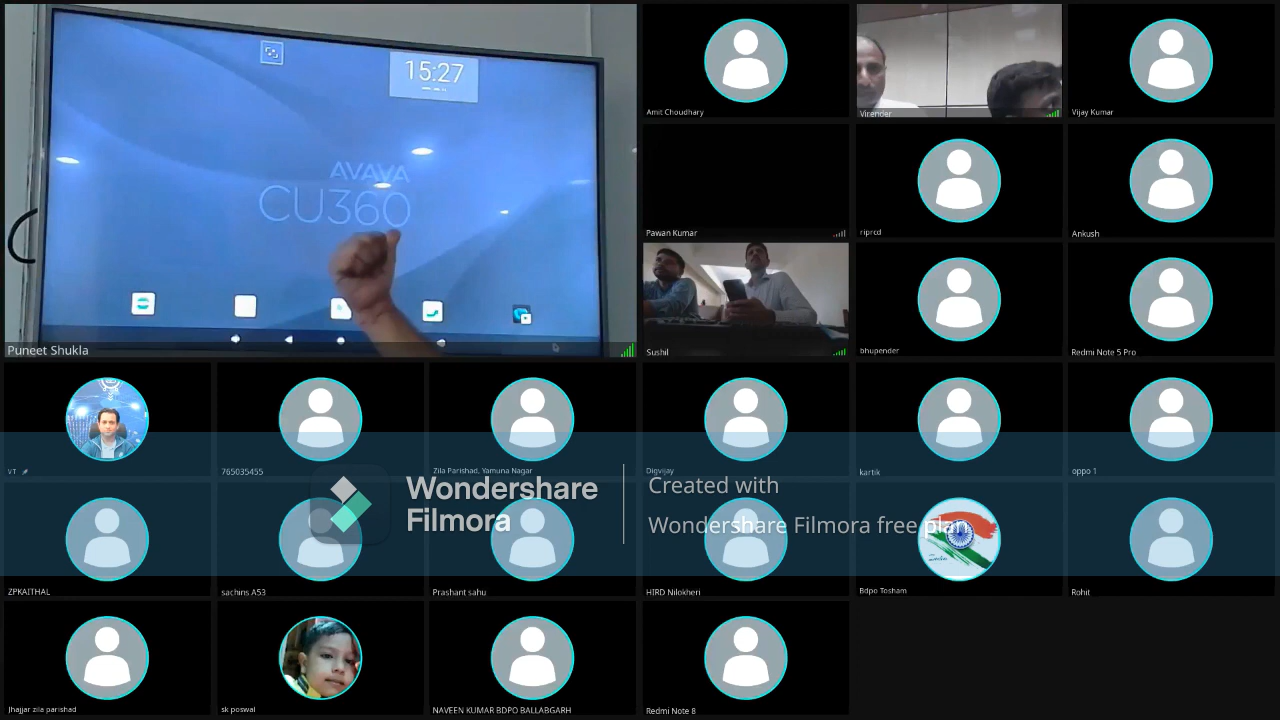 15:27
AVAYA
CU360
Puneet Shukla
Amit Choudhary
Virender
Vijay Kumar
Pawan Kumar
riprcd
Ankush
Sushil
bhupender
Redmi Note 5 Pro
VT
765035455
Zila Parishad, Yamuna Nagar
Digvijay
kartik
oppo 1
Wondershare
Filmora
Created with
Wondershare Filmora free pla
ZPKAITHAL
sachins A53
Prashant sahu
HIRD Nilokheri
Bdpo Tosham
Rohit
Jhajjar zila parishad
sk poswal
NAVEEN KUMAR BDPO BALLABGARH
Redmi Note 8